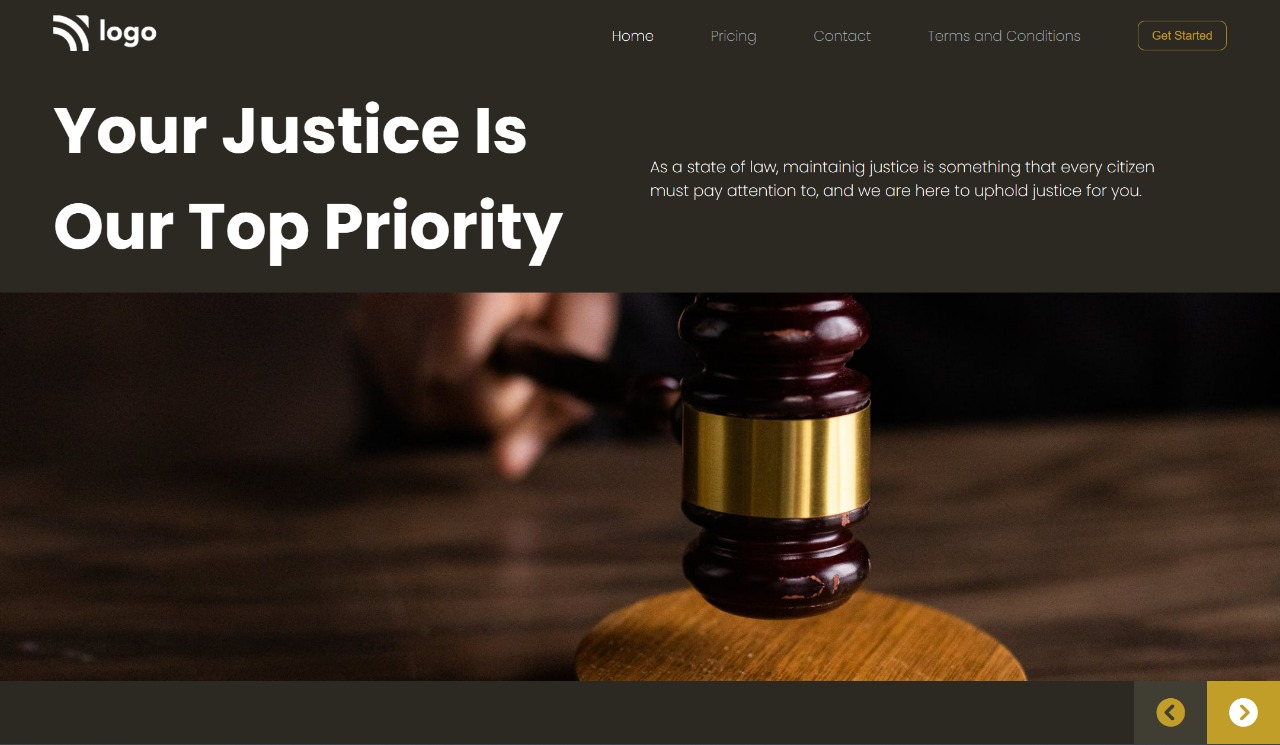 logo
Home
Pricing
Contact
Terms and Conditions
Get Started
Your Justice Is
Our Top Priority
As a state of law, maintainig justice is something that every citizen
must pay attention to, and we are here to uphold justice for you.